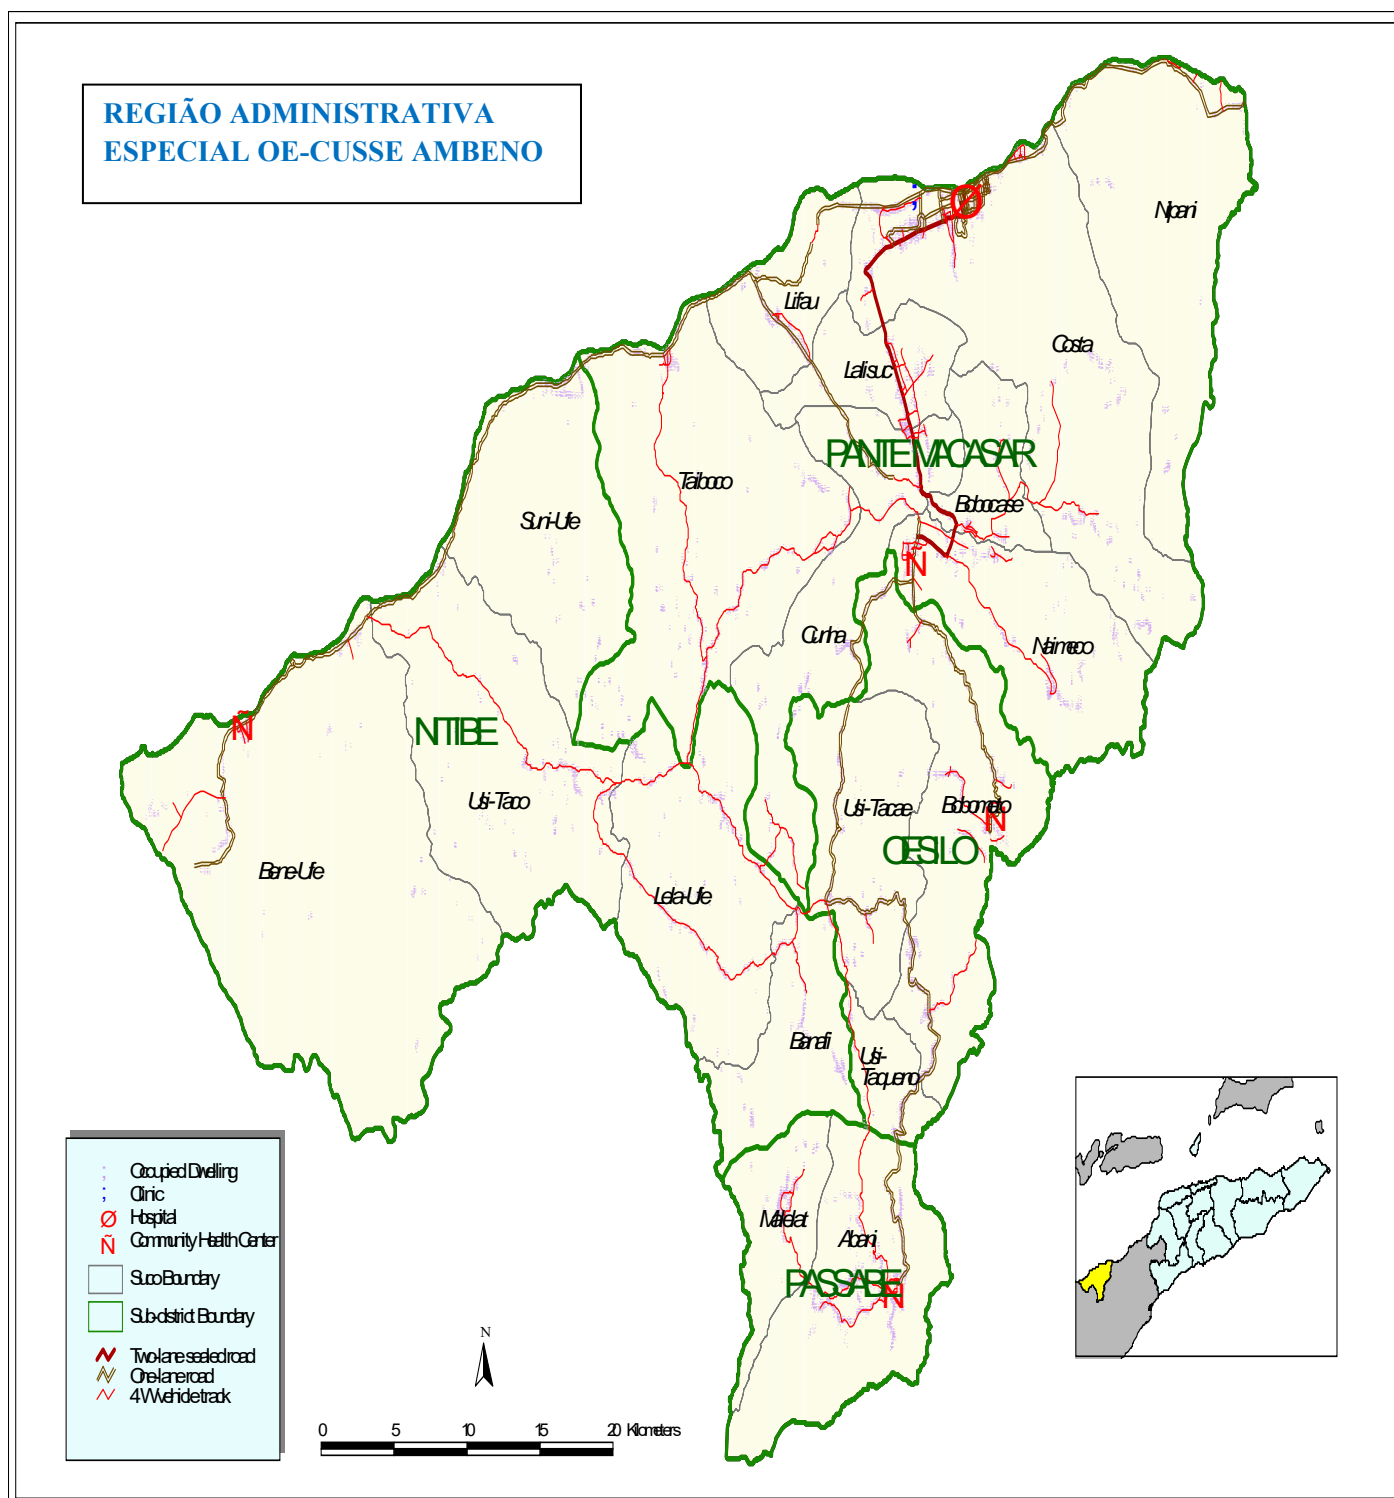 REGIÃO ADMINISTRATIVA
ESPECIAL OE-CUSSE AMBENO
Nipani
Lifau
Costa
Lalisuc
PANTE MACASAR
Taiboco
Bobocase
Suni-Ufe
Cunha
Naimeco
NITIBE
Usi-Taco
Usi-Tacae
Bobometo
OESILO
Bene-Ufe
Lela-Ufe
Banafi
Usi-
Taqueno
Malelat
Abani
PASSABE
Ñ
Ñ
Ñ
Ñ
; Occupied Dwelling
; Clinic
Ø Hospital
Ñ Community Health Center
Suco Boundary
Sub-district Boundary
Two-lane sealed road
One-lane road
4W vehicle track
N
0 5 10 15 20 Kilometers